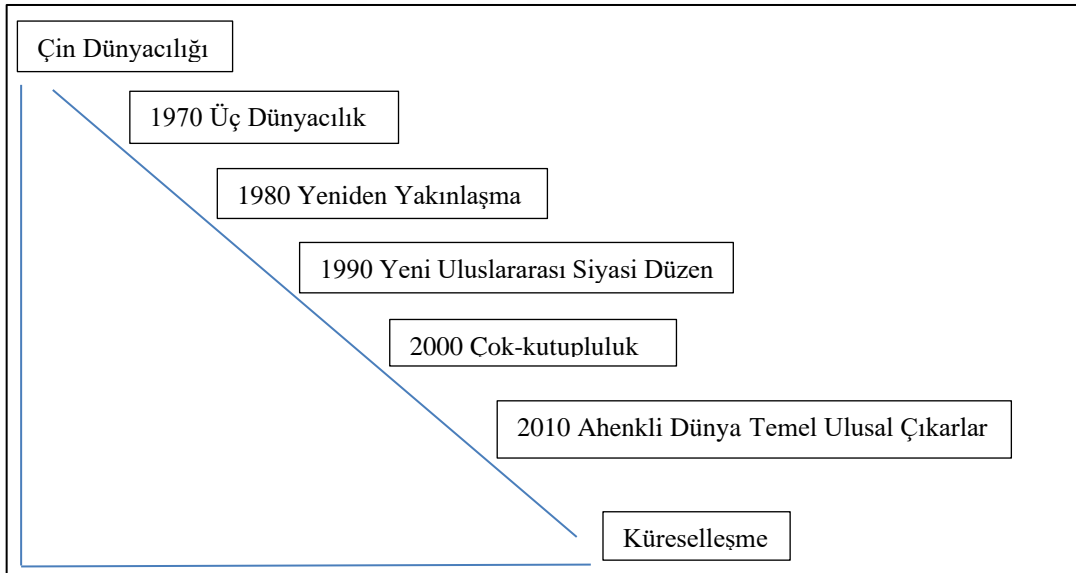 Çin Dünyacılığı
1970 Üç Dünyacılık
1980 Yeniden Yakınlaşma
1990 Yeni Uluslararası Siyasi Düzen
2000 Çok-kutupluluk
2010 Ahenkli Dünya Temel Ulusal Çıkarlar
Küreselleşme